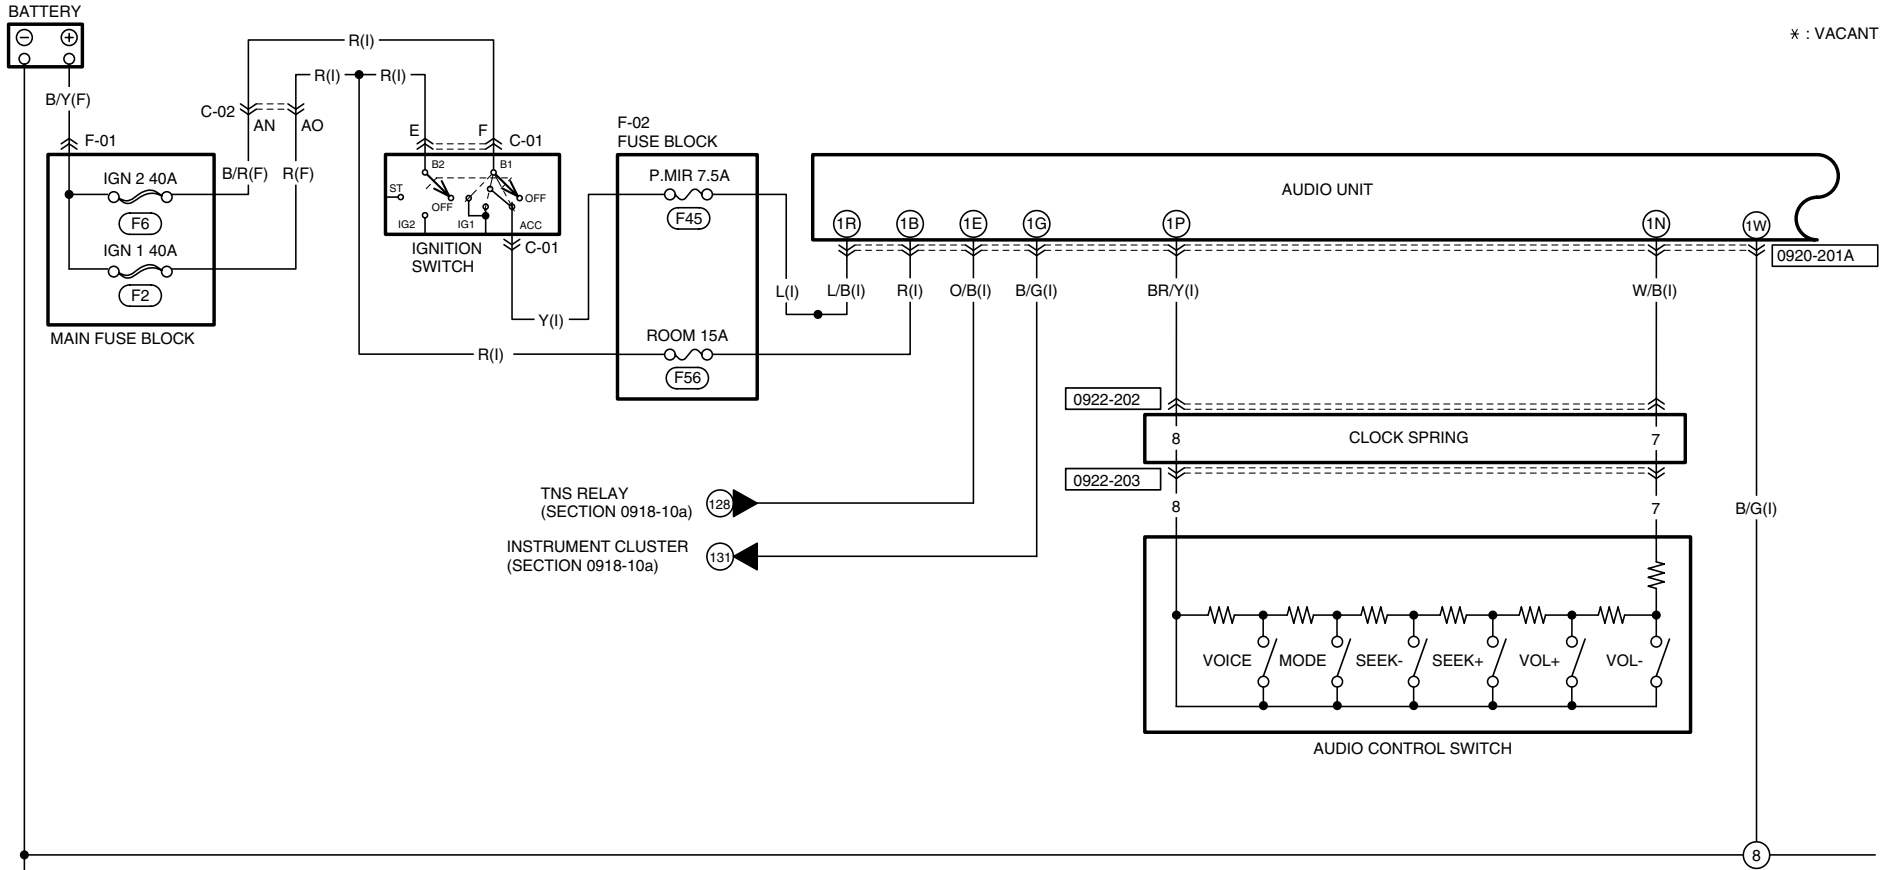 BATTERY
* : VACANT
R(I)
R(I)
R(I)
B/Y(F)
C-02
AN
AO
F-01
E
F
C-01
F-02
FUSE BLOCK
IGN 2 40A
B/R(F)
R(F)
F6
IGN 1 40A
F2
MAIN FUSE BLOCK
B2
B1
ST
OFF
OFF
IG2
IG1
ACC
IGNITION
SWITCH
C-01
P.MIR 7.5A
F45
Y(I)
R(I)
ROOM 15A
F56
AUDIO UNIT
1R
1B
1E
1G
1P
1N
1W
0920-201A
L(I)
L/B(I)
R(I)
O/B(I)
B/G(I)
BR/Y(I)
W/B(I)
0922-202
8
CLOCK SPRING
7
0922-203
8
7
B/G(I)
TNS RELAY
(SECTION 0918-10a)
128
INSTRUMENT CLUSTER
(SECTION 0918-10a)
131
VOICE
MODE
SEEK-
SEEK+
VOL+
VOL-
AUDIO CONTROL SWITCH
8